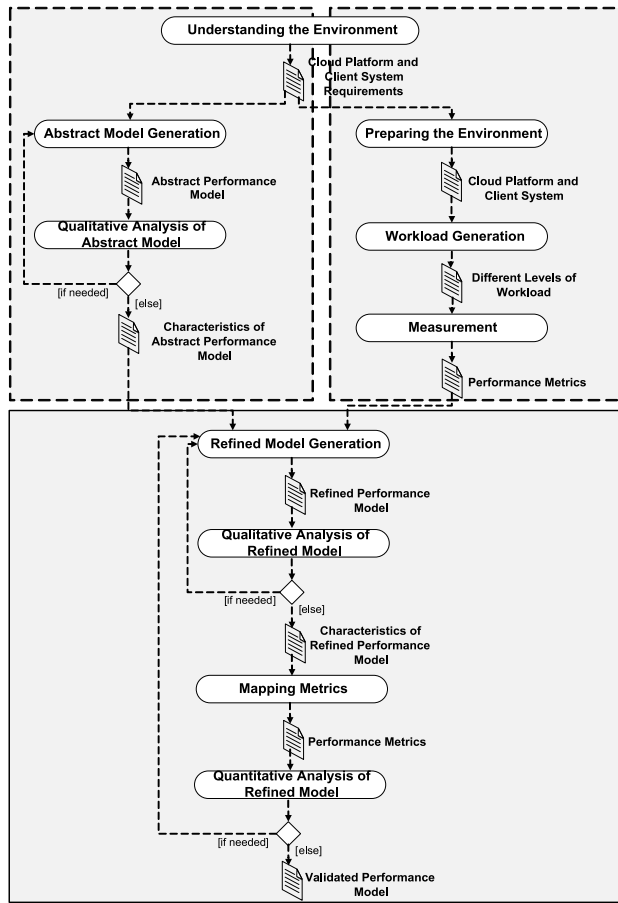 Understanding the Environment
Cloud Platform and
Client System
Requirements
Abstract Model Generation
Abstract Performance
Model
Qualitative Analysis of
Abstract Model
[if needed]
[else]
Characteristics of
Abstract Performance
Model
Preparing the Environment
Cloud Platform and
Client System
Workload Generation
Different Levels of
Workload
Measurement
Performance Metrics
Refined Model Generation
Refined Performance
Model
Qualitative Analysis of
Refined Model
[if needed]
[else]
Characteristics of
Refined Performance
Model
Mapping Metrics
Performance Metrics
Quantitative Analysis of
Refined Model
[if needed]
[else]
Validated Performance
Model